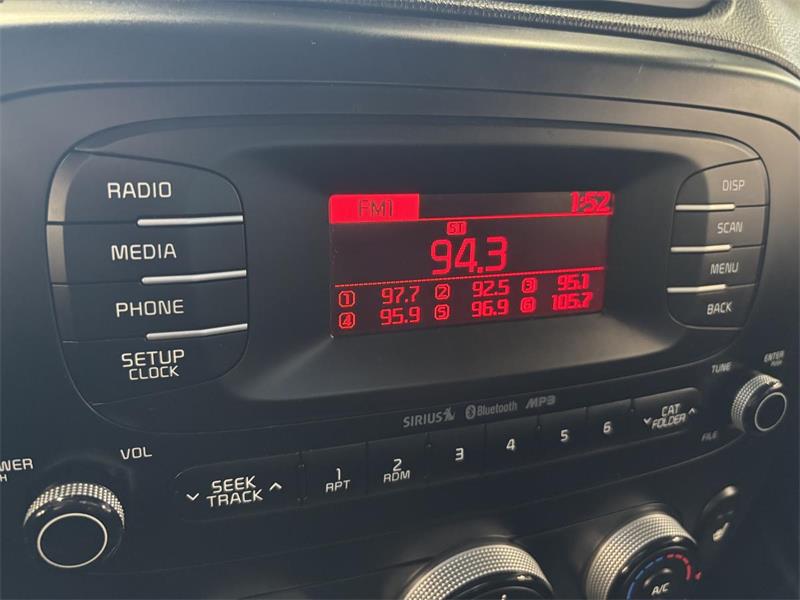 RADIO
MEDIA
PHONE
SETUP
CLOCK
FM1 1:52
ST
94.3
1 97.7 2 92.5 3 95.1
4 95.9 5 96.9 6 105.7
DISP
SCAN
MENU
BACK
SIRIUS Bluetooth MP3
TUNE
ENTER
PUSH
VOL
SEEK
TRACK
1
RPT
2
RDM
3
4
5
6
CAT
FOLDER
FILE
A/C